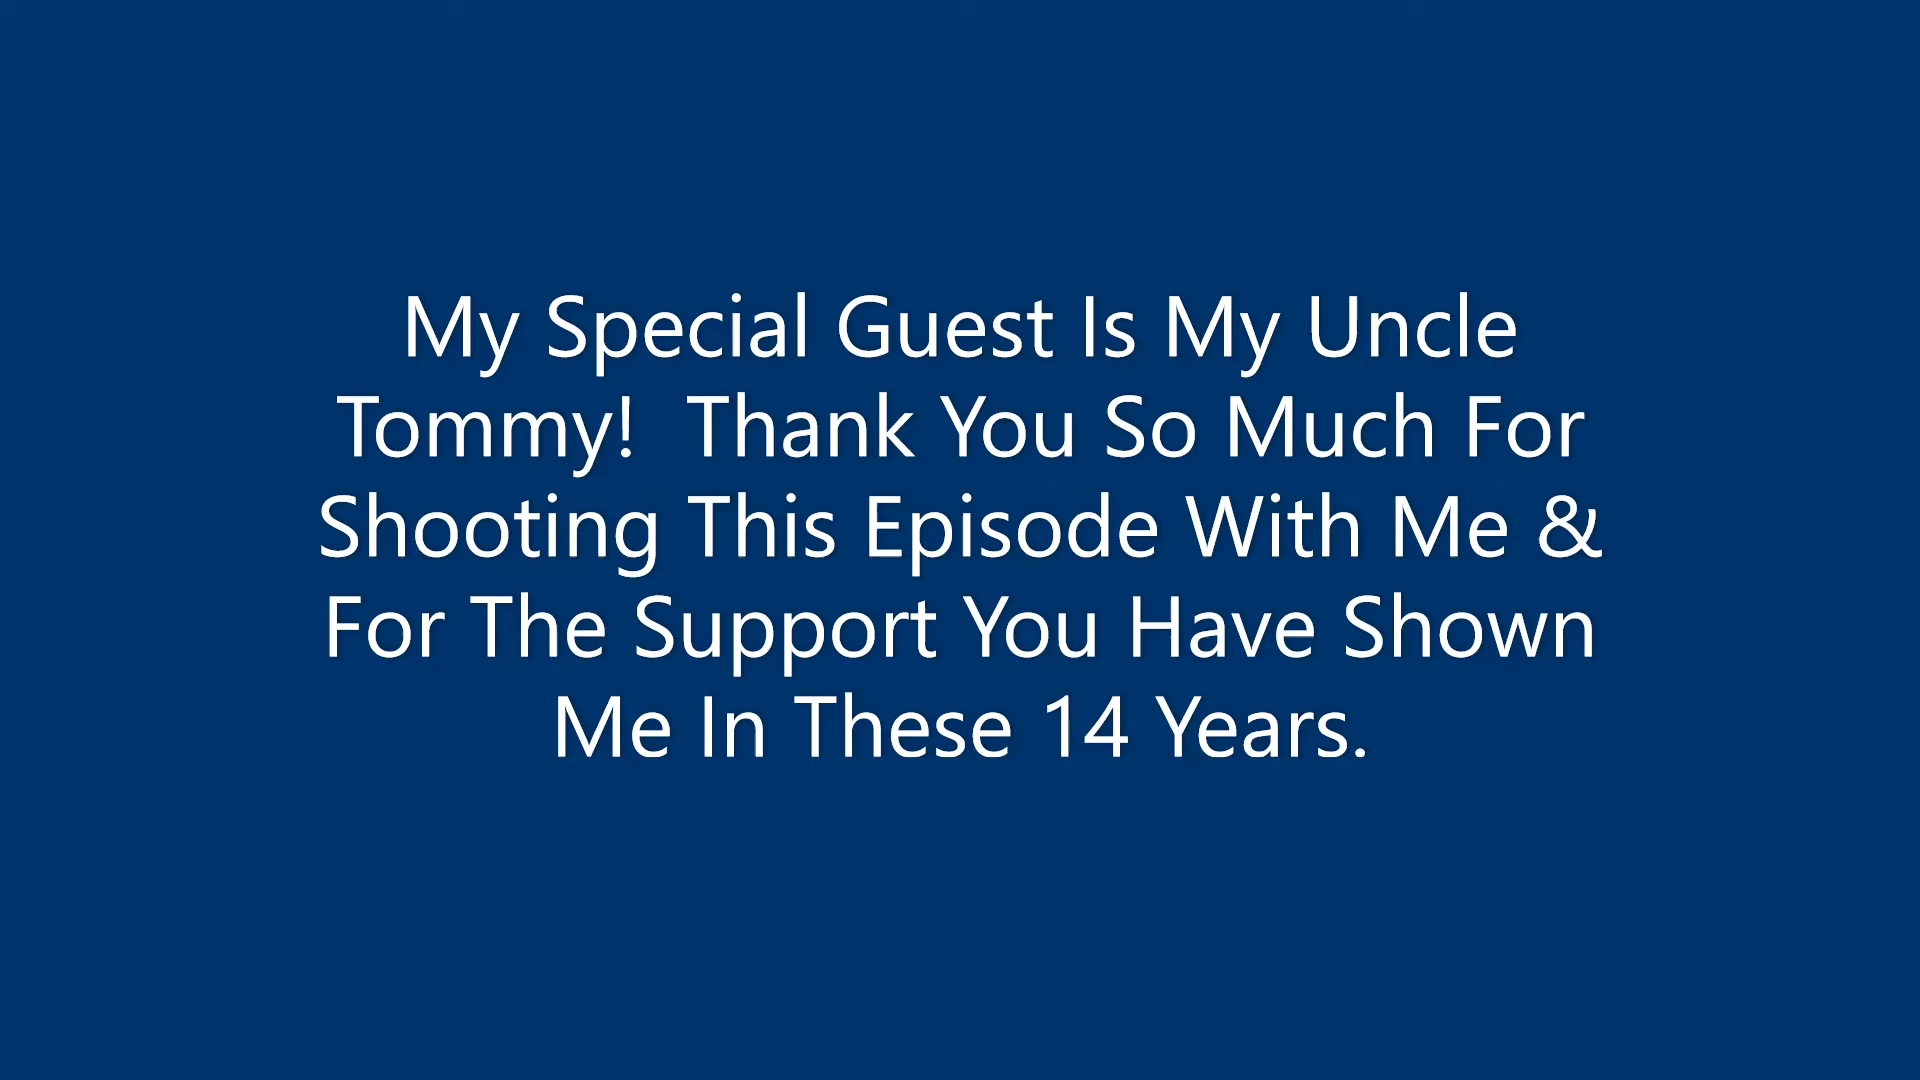 My Special Guest Is My Uncle
Tommy!  Thank You So Much For
Shooting This Episode With Me &
For The Support You Have Shown
Me In These 14 Years.